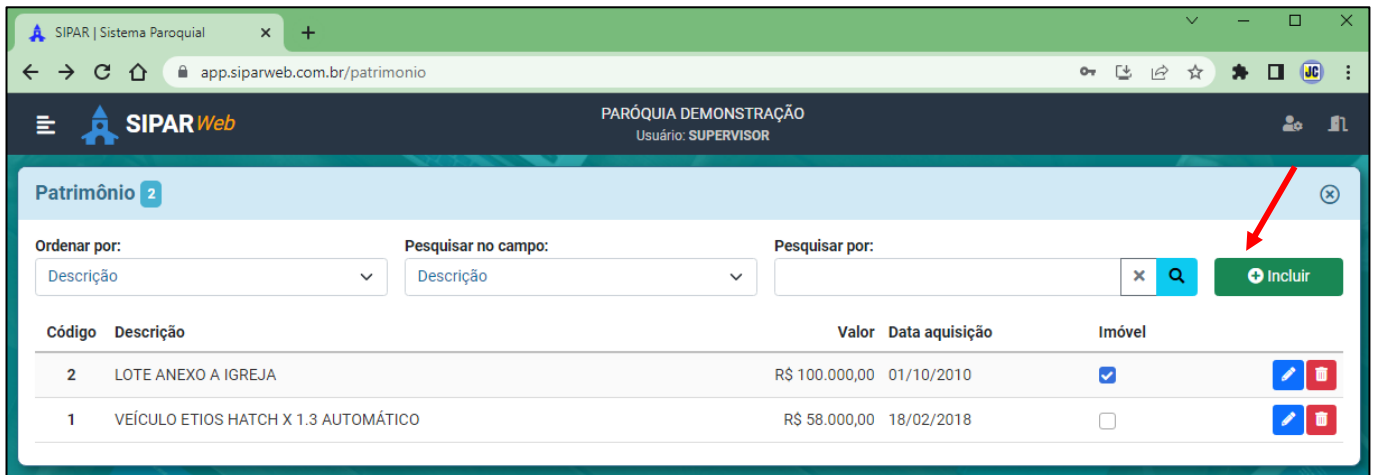 SIPAR | Sistema Paroquial
app.siparweb.com.br/patrimonio
JC
SIPAR Web
PARÓQUIA DEMONSTRAÇÃO
Usuário: SUPERVISOR
Patrimônio 2
Ordenar por: Pesquisar no campo: Pesquisar por:
Descrição Descrição Incluir
Código Descrição Valor Data aquisição Imóvel
2 LOTE ANEXO A IGREJA R$ 100.000,00 01/10/2010
1 VEÍCULO ETIOS HATCH X 1.3 AUTOMÁTICO R$ 58.000,00 18/02/2018